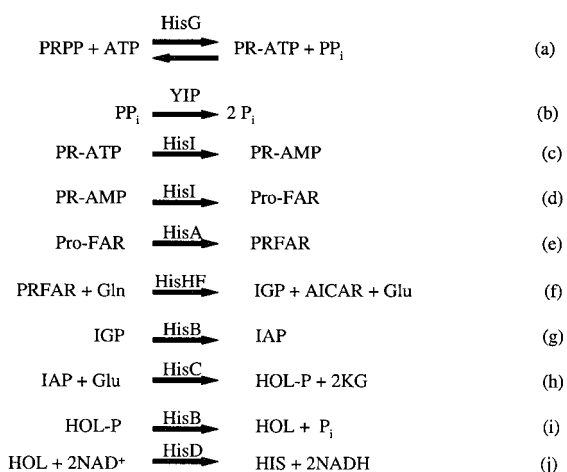 HisG
PRPP + ATP PR-ATP + PPi (a)
YIP
PPi 2 Pi (b)
PR-ATP HisI PR-AMP (c)
PR-AMP HisI Pro-FAR (d)
Pro-FAR HisA PRFAR (e)
PRFAR + Gln HisHF IGP + AICAR + Glu (f)
IGP HisB IAP (g)
IAP + Glu HisC HOL-P + 2KG (h)
HOL-P HisB HOL + Pi (i)
HOL + 2NAD+ HisD HIS + 2NADH (j)